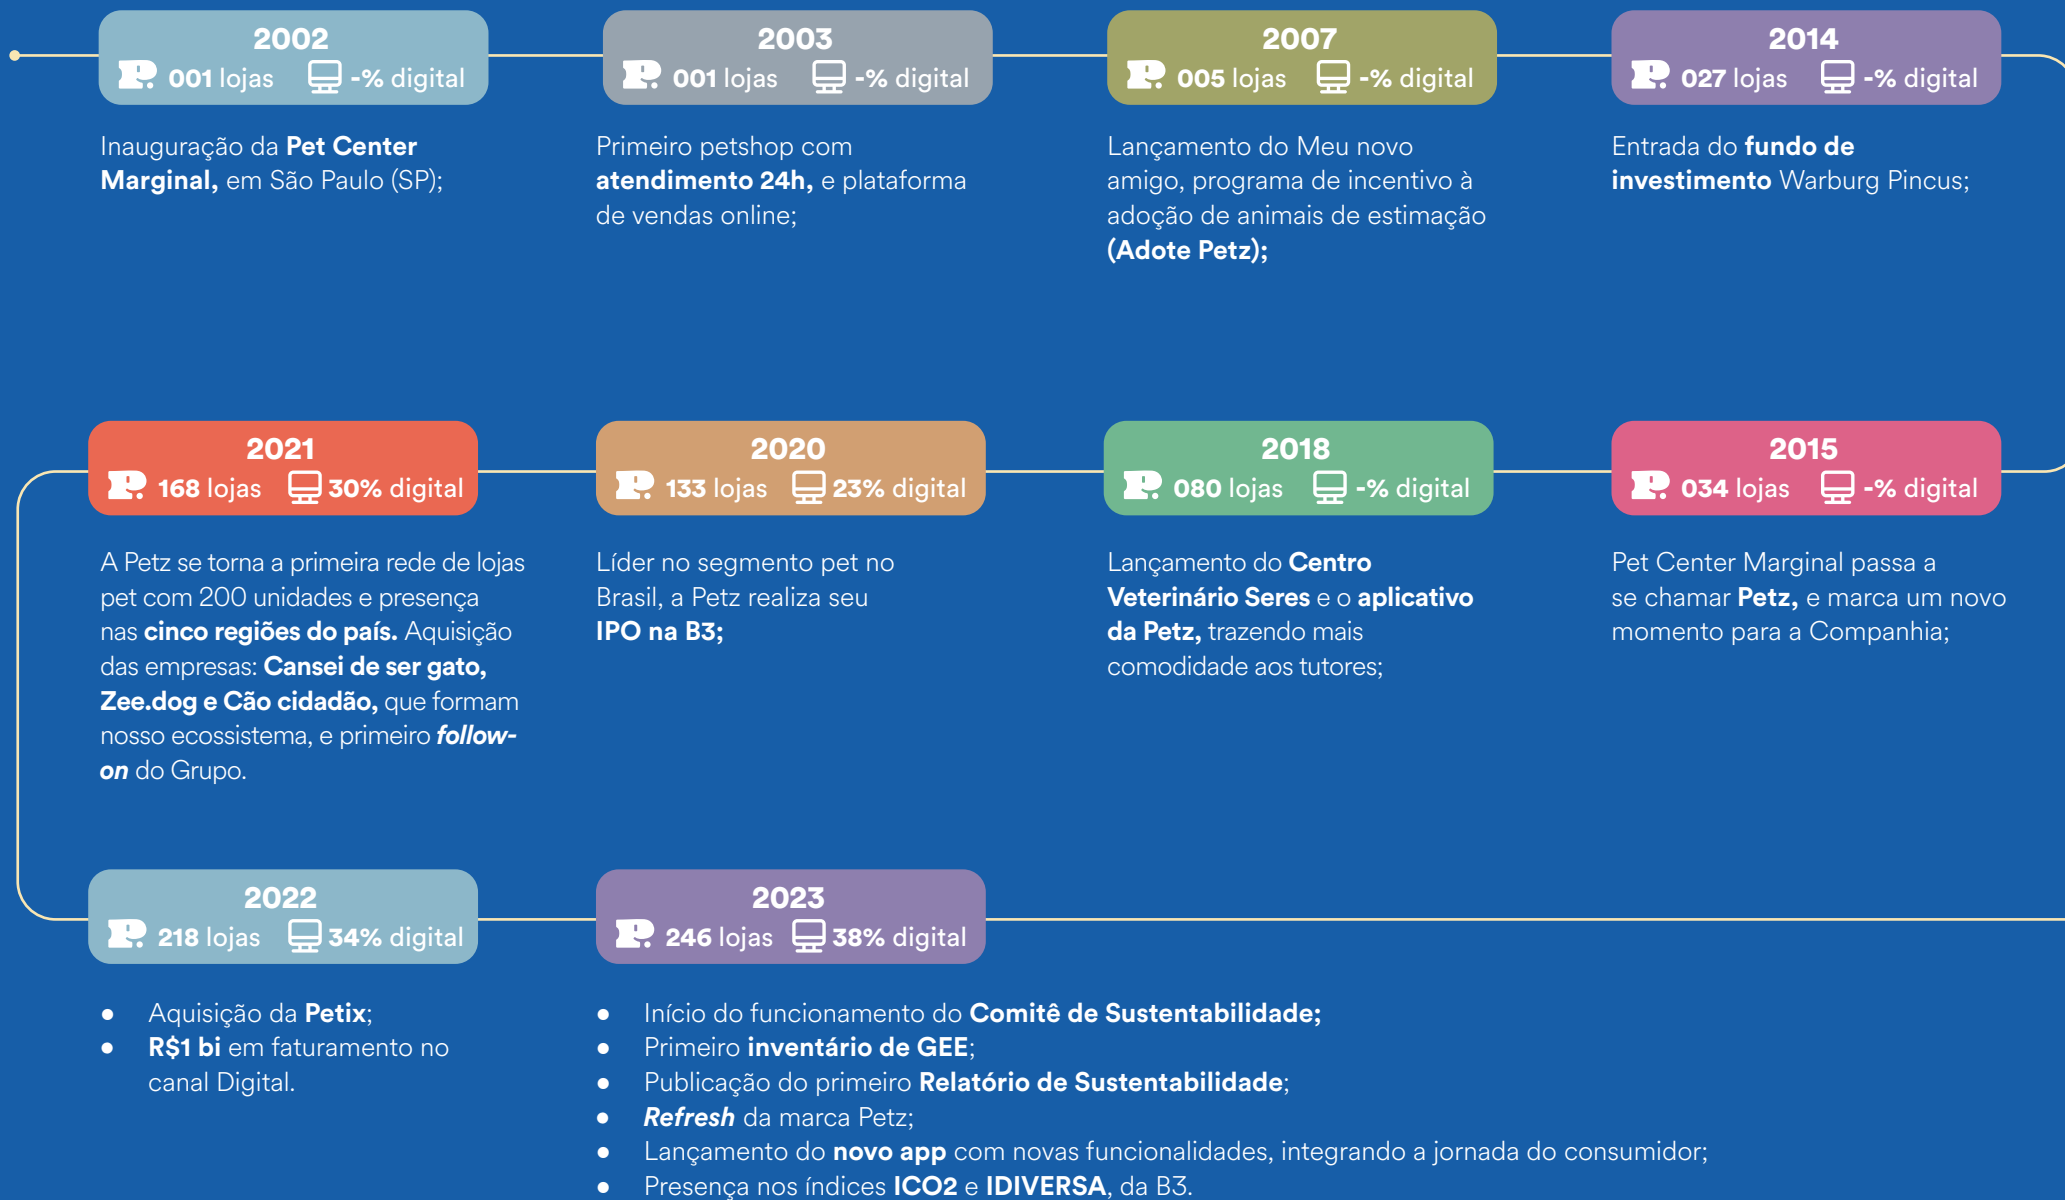 2002
001 lojas -% digital
Inauguração da Pet Center
Marginal, em São Paulo (SP);
2003
001 lojas -% digital
Primeiro petshop com
atendimento 24h, e plataforma
de vendas online;
2007
005 lojas -% digital
Lançamento do Meu novo
amigo, programa de incentivo à
adoção de animais de estimação
(Adote Petz);
2014
027 lojas -% digital
Entrada do fundo de
investimento Warburg Pincus;
2015
034 lojas -% digital
Pet Center Marginal passa a
se chamar Petz, e marca um novo
momento para a Companhia;
2018
080 lojas -% digital
Lançamento do Centro
Veterinário Seres e o aplicativo
da Petz, trazendo mais
comodidade aos tutores;
2020
133 lojas 23% digital
Líder no segmento pet no
Brasil, a Petz realiza seu
IPO na B3;
2021
168 lojas 30% digital
A Petz se torna a primeira rede de lojas
pet com 200 unidades e presença
nas cinco regiões do país. Aquisição
das empresas: Cansei de ser gato,
Zee.dog e Cão cidadão, que formam
nosso ecossistema, e primeiro follow-
on do Grupo.
2022
218 lojas 34% digital
● Aquisição da Petix;
● R$1 bi em faturamento no
canal Digital.
2023
246 lojas 38% digital
● Início do funcionamento do Comitê de Sustentabilidade;
● Primeiro inventário de GEE;
● Publicação do primeiro Relatório de Sustentabilidade;
● Refresh da marca Petz;
● Lançamento do novo app com novas funcionalidades, integrando a jornada do consumidor;
● Presença nos índices ICO2 e IDIVERSA, da B3.